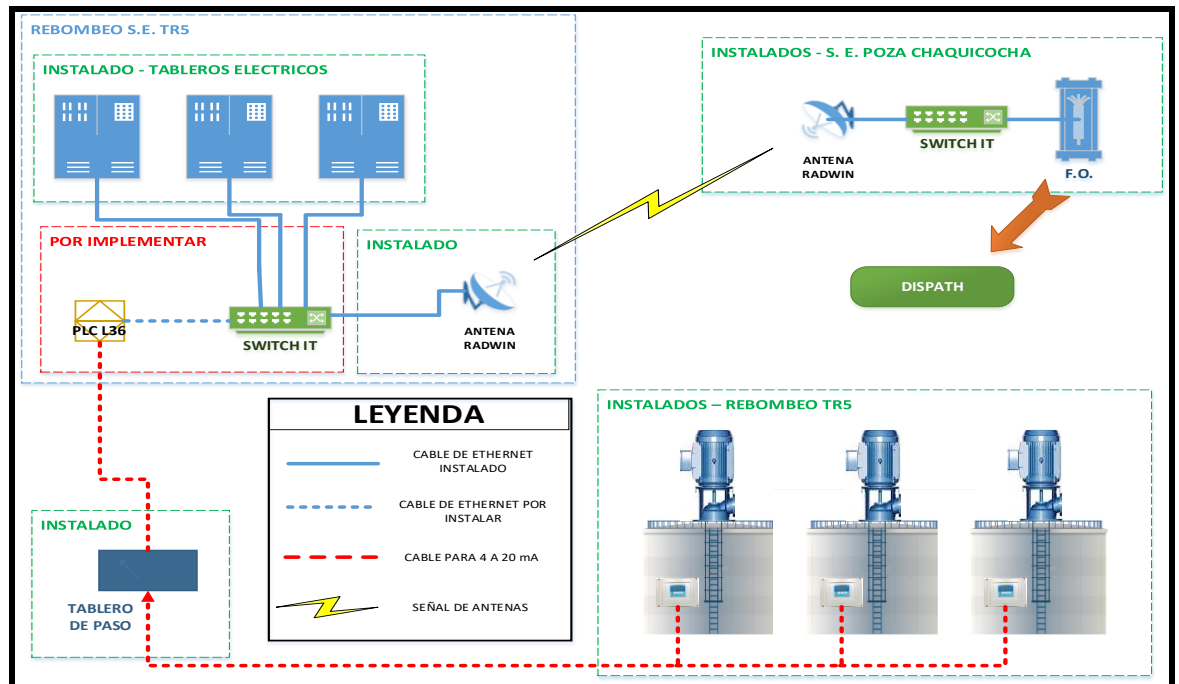 REBOMBEO S.E. TR5
INSTALADO - TABLEROS ELECTRICOS
POR IMPLEMENTAR
PLC L36
SWITCH IT
INSTALADO
ANTENA
RADWIN
INSTALADOS - S. E. POZA CHAQUICOCHA
ANTENA
RADWIN
SWITCH IT
F.O.
DISPATH
LEYENDA
CABLE DE ETHERNET
INSTALADO
CABLE DE ETHERNET POR
INSTALAR
CABLE PARA 4 A 20 mA
SEÑAL DE ANTENAS
INSTALADO
TABLERO
DE PASO
INSTALADOS – REBOMBEO TR5